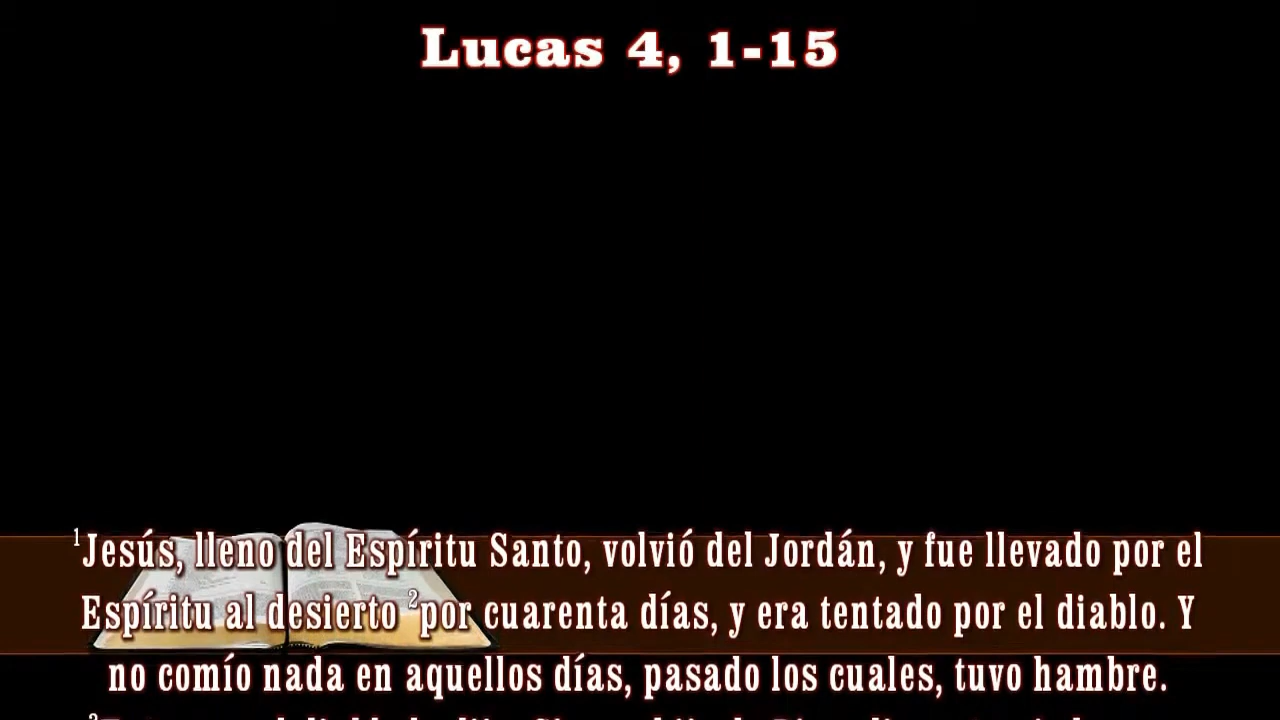 Lucas 4, 1-15
¹Jesús, lleno del Espíritu Santo, volvió del Jordán, y fue llevado por el
Espíritu al desierto ²por cuarenta días, y era tentado por el diablo. Y
no comío nada en aquellos días, pasado los cuales, tuvo hambre.